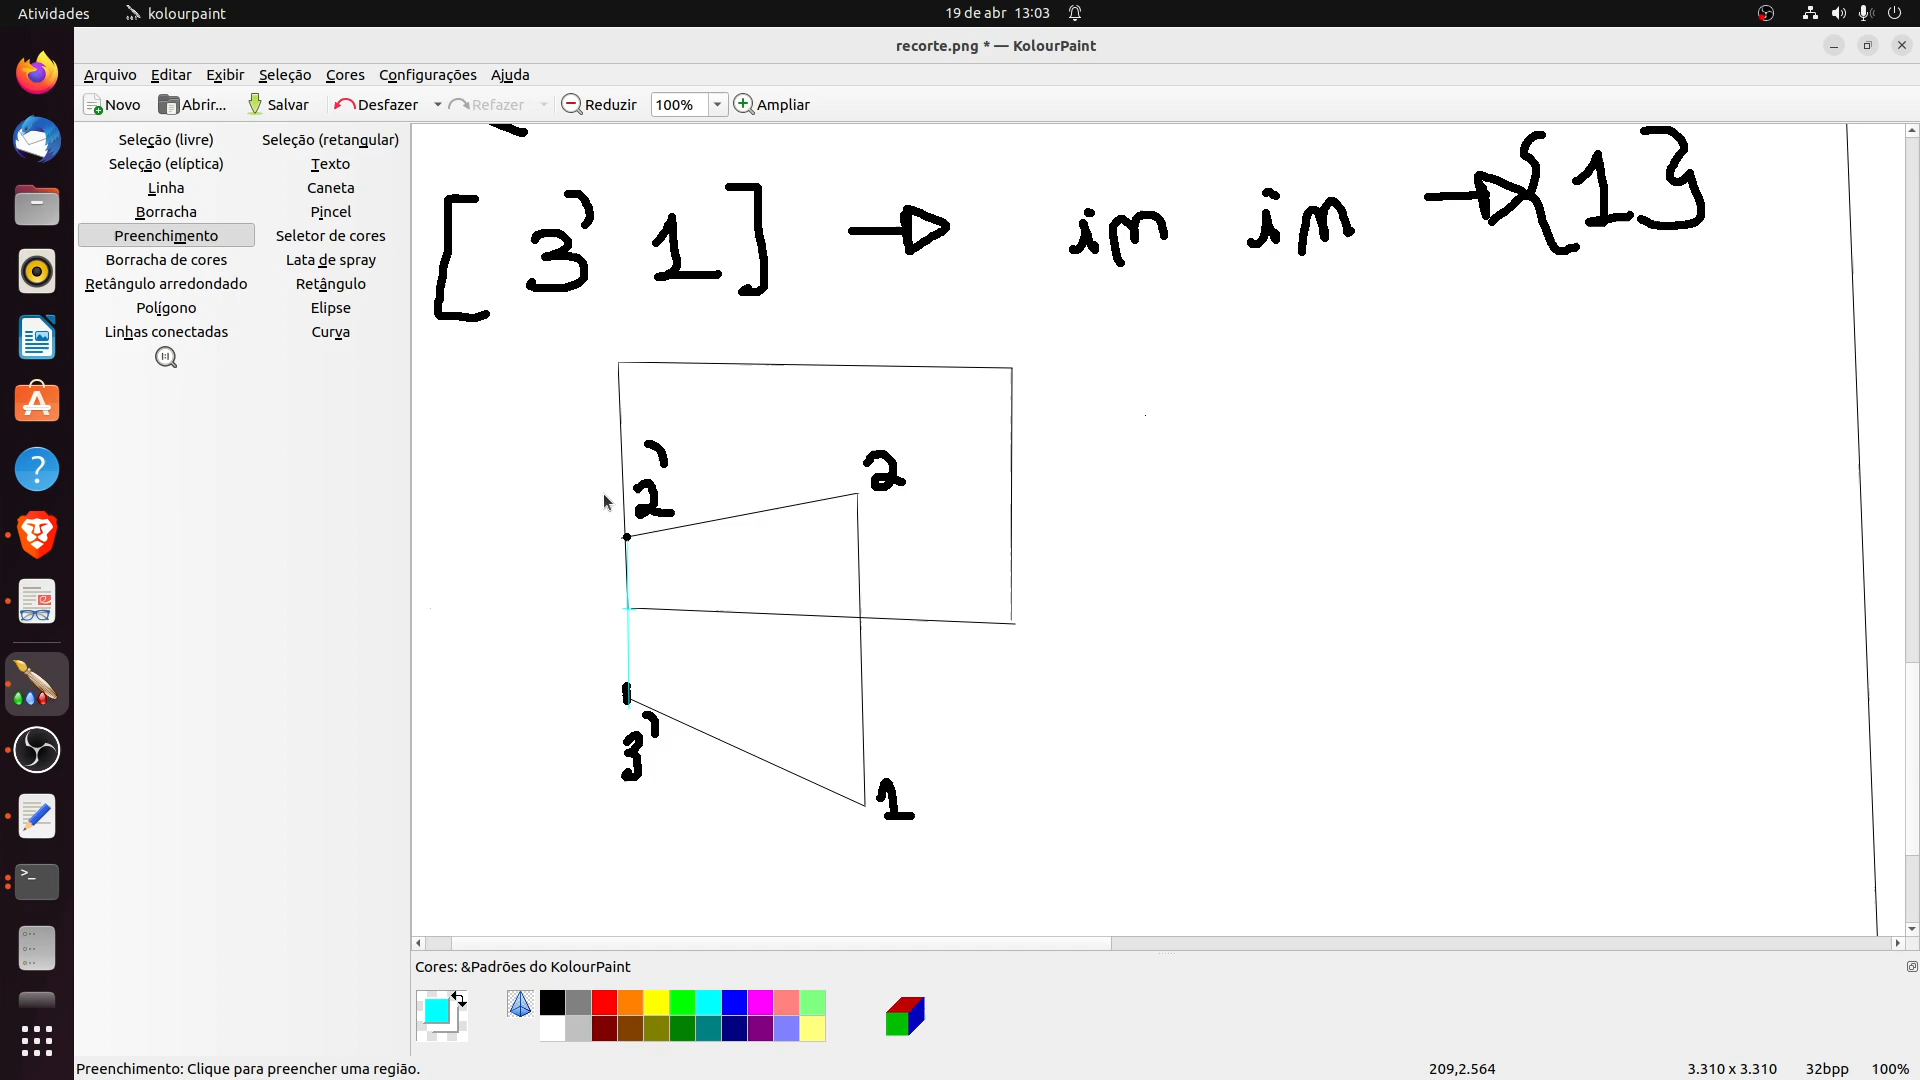 Atividades kolourpaint 19 de abr 13:03
recorte.png * — KolourPaint
Arquivo Editar Exibir Seleção Cores Configurações Ajuda
Novo Abrir... Salvar Desfazer Refazer Reduzir 100% Ampliar
Seleção (livre) Seleção (retangular)
Seleção (elíptica) Texto
Linha Caneta
Borracha Pincel
Preenchimento Seletor de cores
Borracha de cores Lata de spray
Retângulo arredondado Retângulo
Polígono Elipse
Linhas conectadas Curva
[ 3' 1 ] → in in → {1}
2' 2
3' 1
Cores: &Padrões do KolourPaint
Preenchimento: Clique para preencher uma região. 209,2.564 3.310 x 3.310 32bpp 100%